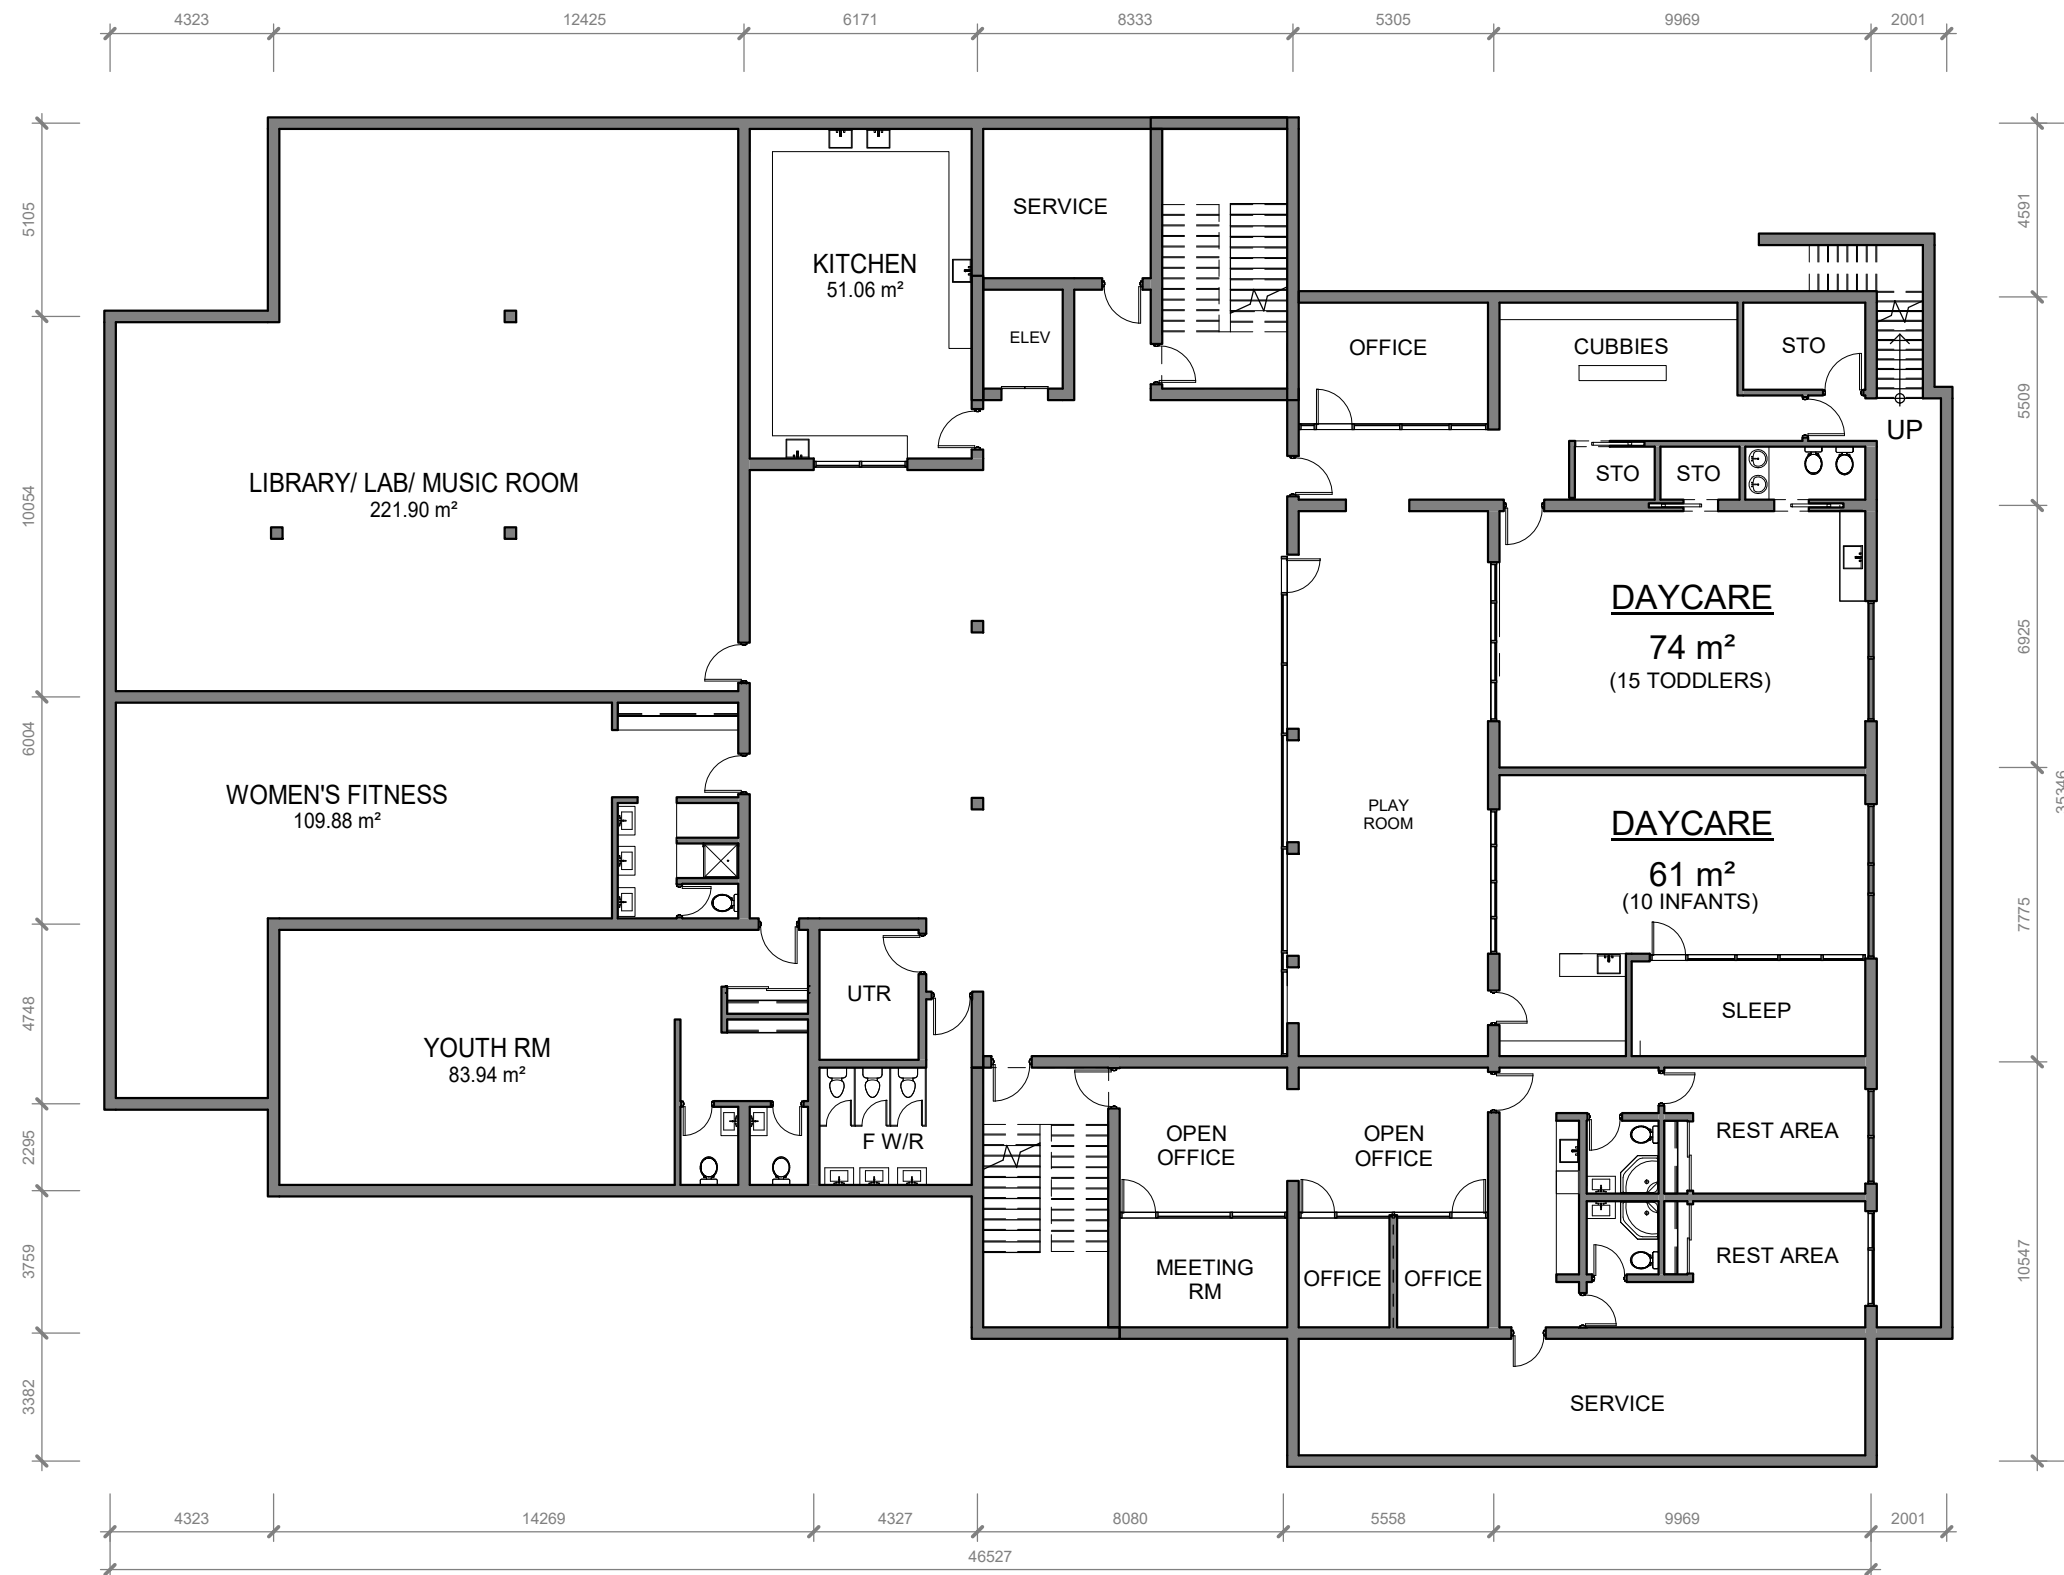 4323 12425 6171 8333 5305 9969 2001
5105
10054
6004
4748
2295
3759
3382
4591
5509
6925
7775
10547
35346
SERVICE
KITCHEN
51.06 m²
ELEV
OFFICE
CUBBIES
STO
UP
STO
STO
LIBRARY/ LAB/ MUSIC ROOM
221.90 m²
DAYCARE
74 m²
(15 TODDLERS)
WOMEN'S FITNESS
109.88 m²
PLAY
ROOM
DAYCARE
61 m²
(10 INFANTS)
UTR
SLEEP
YOUTH RM
83.94 m²
F W/R
OPEN
OFFICE
OPEN
OFFICE
REST AREA
MEETING
RM
OFFICE
OFFICE
REST AREA
SERVICE
4323 14269 4327 8080 5558 9969 2001
46527